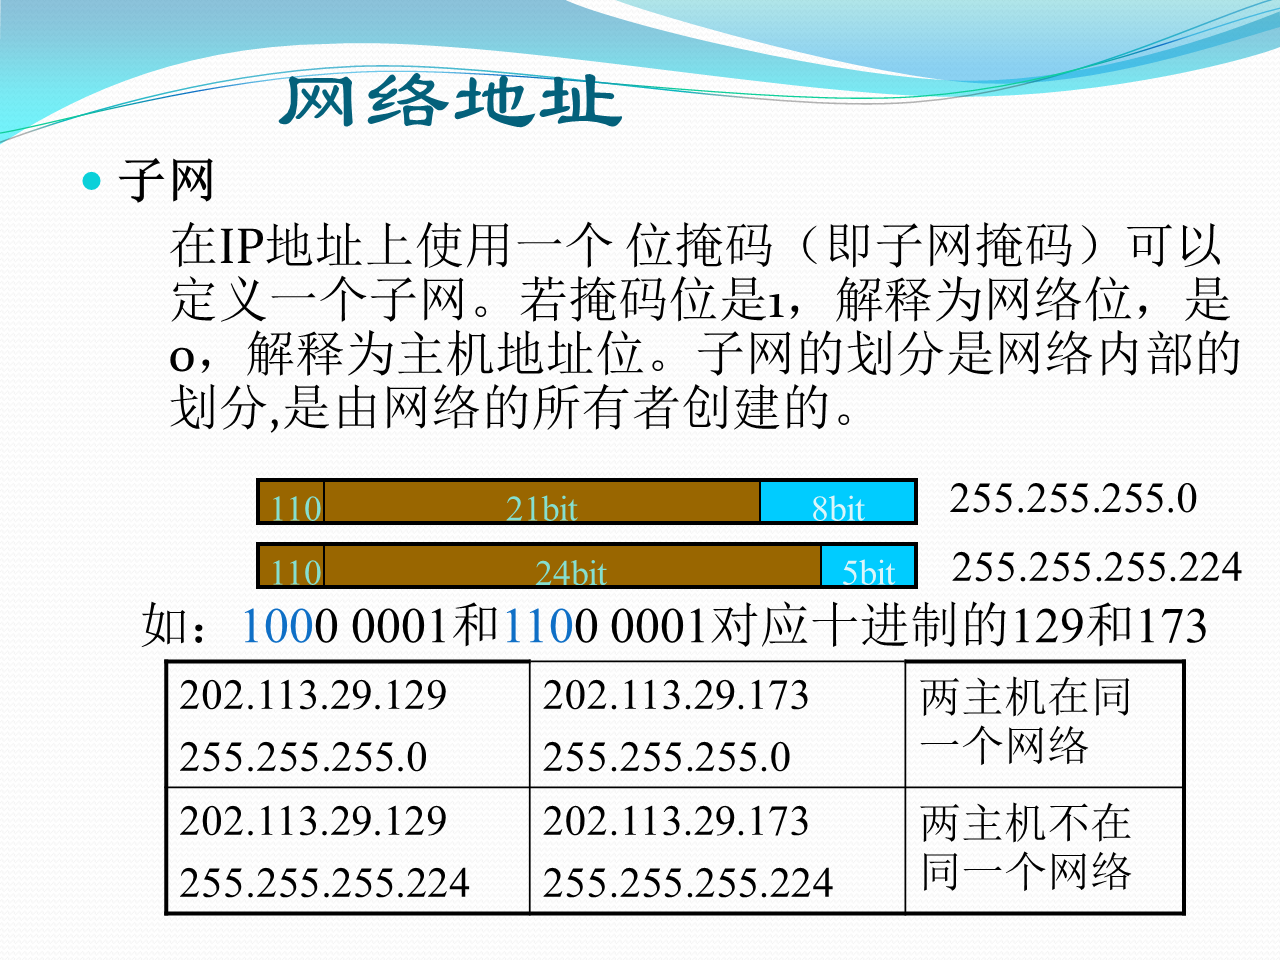 网络地址
子网
在IP地址上使用一个 位掩码（即子网掩码）可以
定义一个子网。若掩码位是1，解释为网络位，是
0，解释为主机地址位。子网的划分是网络内部的
划分,是由网络的所有者创建的。
110 21bit 8bit 255.255.255.0
110 24bit 5bit 255.255.255.224
如：1000 0001和1100 0001对应十进制的129和173
202.113.29.129 202.113.29.173 两主机在同
255.255.255.0 255.255.255.0 一个网络
202.113.29.129 202.113.29.173 两主机不在
255.255.255.224 255.255.255.224 同一个网络